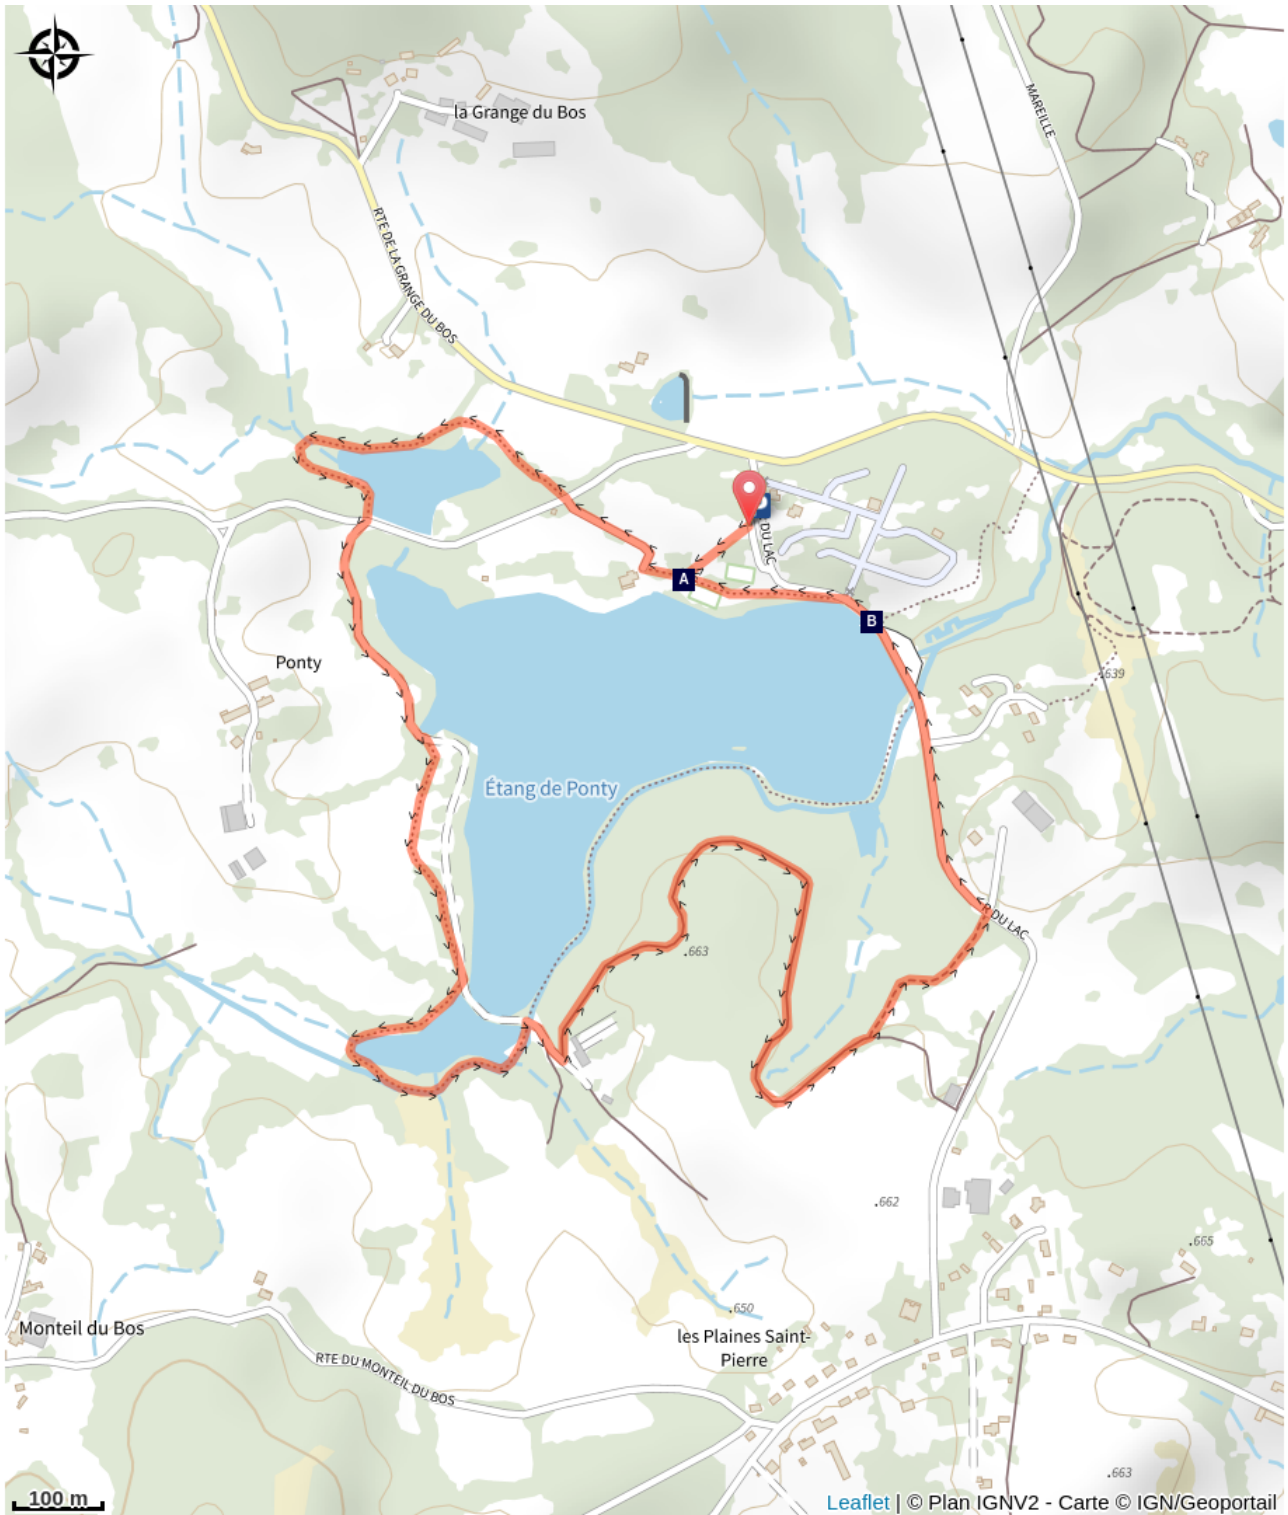 MAREILLE
la Grange du Bos
RTE DE LA GRANGE DU BOS
DU LAC
A
B
Ponty
639
Étang de Ponty
R DU LAC
663
662
665
650
Monteil du Bos
les Plaines Saint-
Pierre
RTE DU MONTEIL DU BOS
663
100 m
Leaflet | © Plan IGNV2 - Carte © IGN/Geoportail